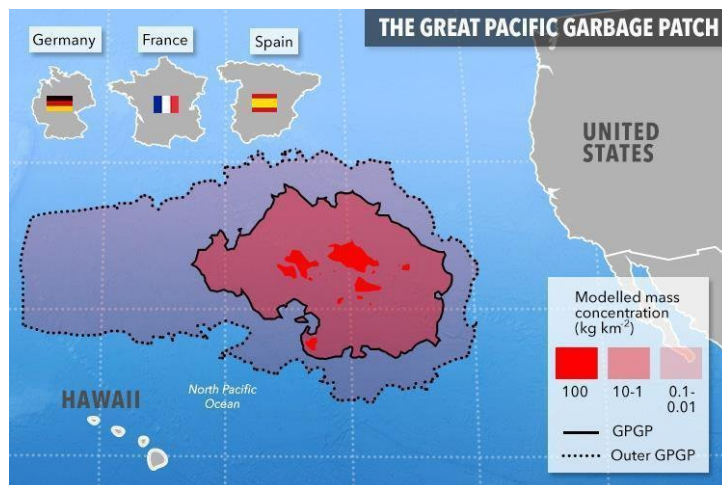 THE GREAT PACIFIC GARBAGE PATCH
Germany
France
Spain
UNITED
STATES
HAWAII
North Pacific
Ocean
Modelled mass
concentration
(kg km-2)
100
10-1
0.1-
0.01
GPGP
Outer GPGP